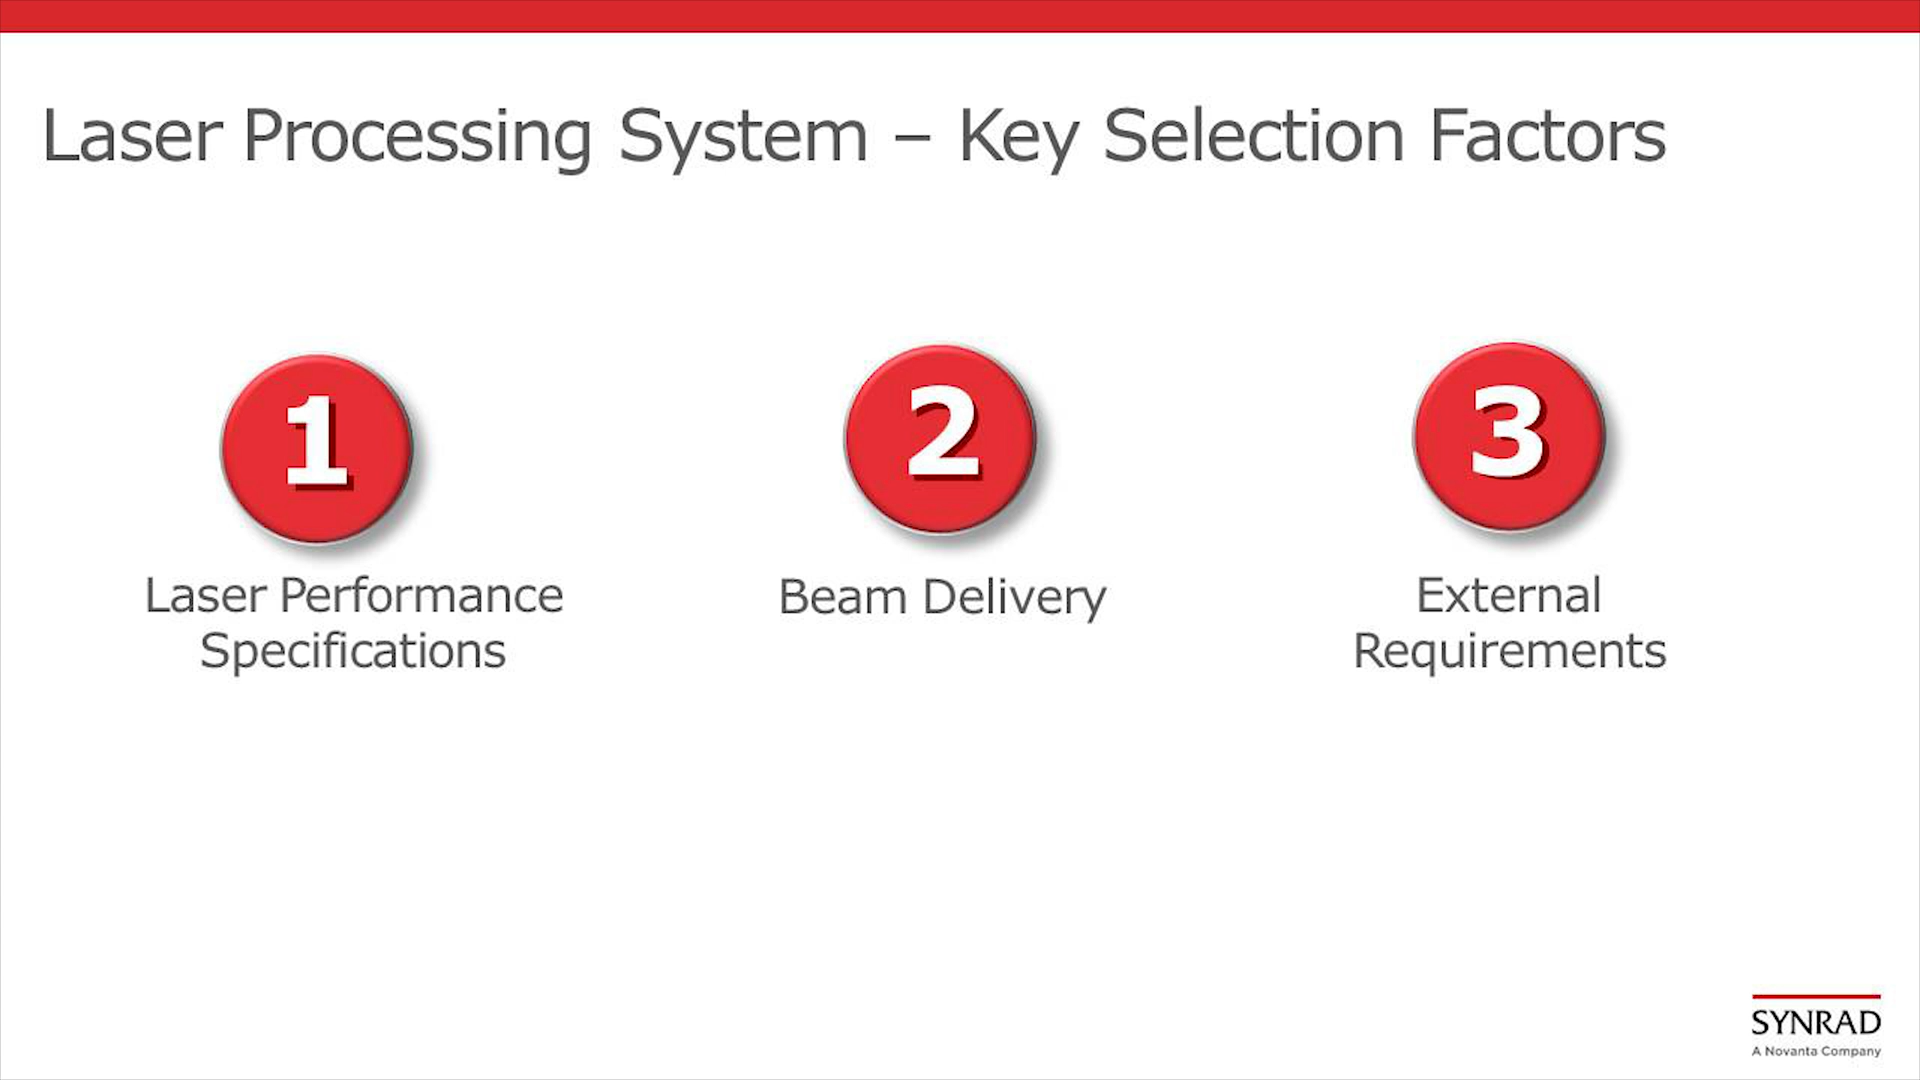 Laser Processing System – Key Selection Factors
1
2
3
Laser Performance
Specifications
Beam Delivery
External
Requirements
SYNRAD
A Novanta Company